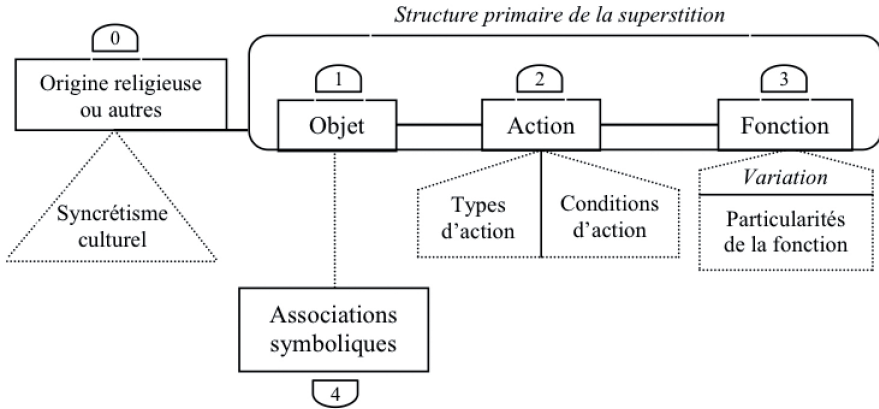 Structure primaire de la superstition
0
Origine religieuse
ou autres
1
Objet
2
Action
3
Fonction
Syncrétisme
culturel
Types
d'action
Conditions
d'action
Variation
Particularités
de la fonction
Associations
symboliques
4